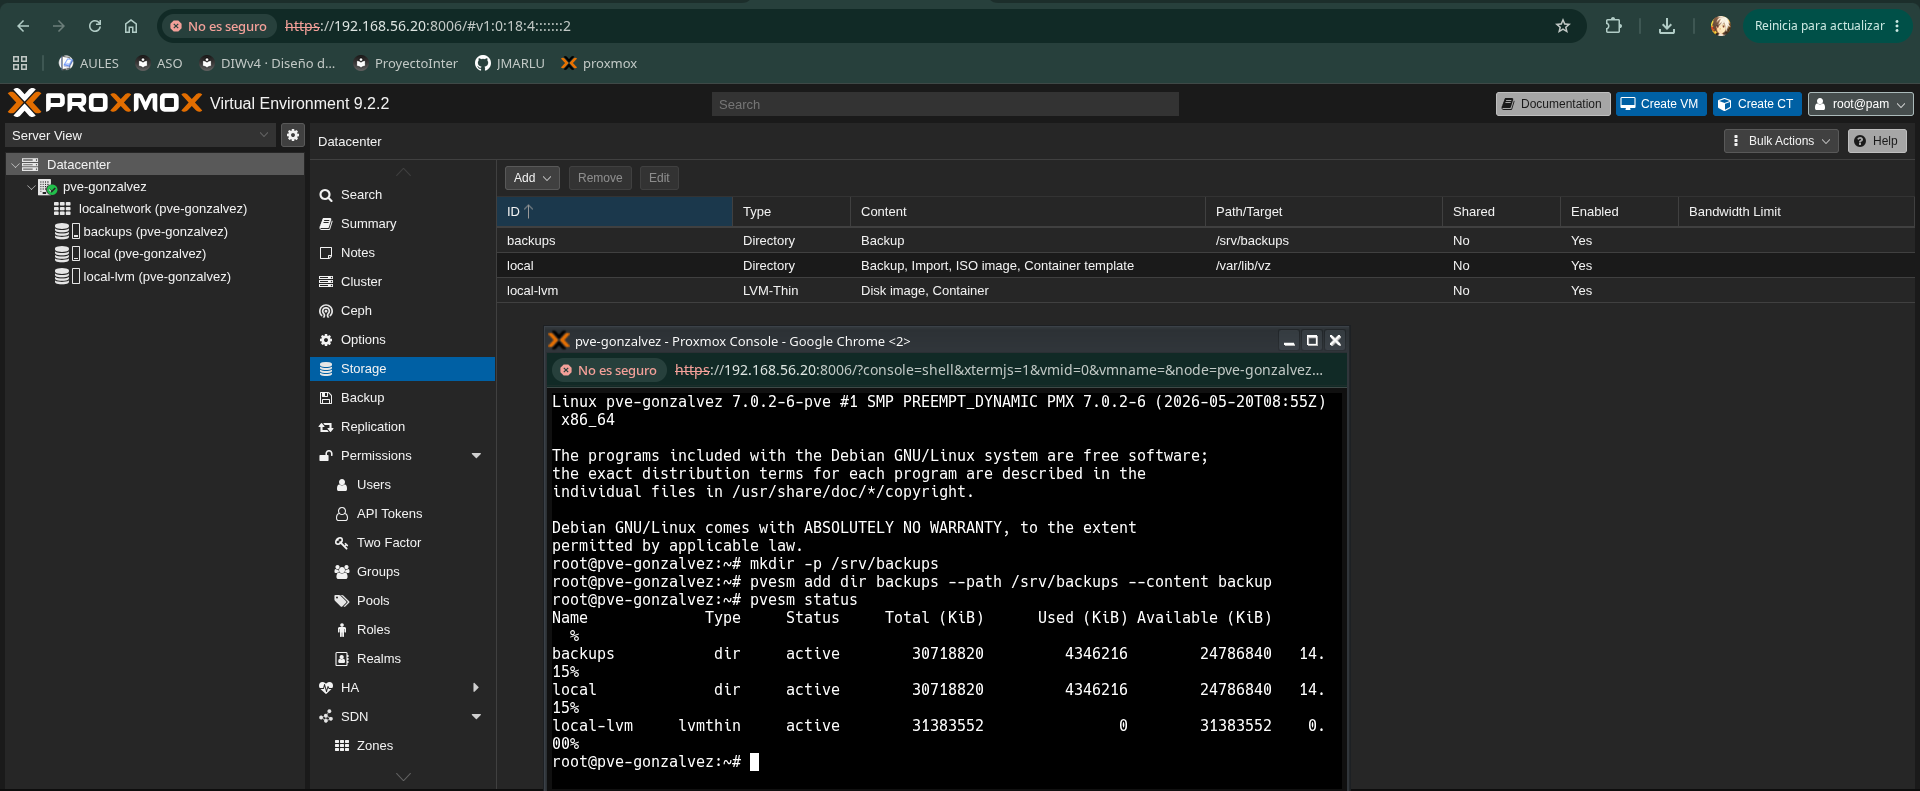 No es seguro https://192.168.56.20:8006/#v1:0:18:4:::::::2 Reinicia para actualizar
AULES ASO DIWv4 · Diseño d... ProyectoInter JMARLU proxmox
PROXMOX Virtual Environment 9.2.2 Search Documentation Create VM Create CT root@pam
Server View
Datacenter
pve-gonzalvez
localnetwork (pve-gonzalvez)
backups (pve-gonzalvez)
local (pve-gonzalvez)
local-lvm (pve-gonzalvez)
Datacenter Bulk Actions Help
Search
Summary
Notes
Cluster
Ceph
Options
Storage
Backup
Replication
Permissions
Users
API Tokens
Two Factor
Groups
Pools
Roles
Realms
HA
SDN
Zones
Add Remove Edit
ID Type Content Path/Target Shared Enabled Bandwidth Limit
backups Directory Backup /srv/backups No Yes
local Directory Backup, Import, ISO image, Container template /var/lib/vz No Yes
local-lvm LVM-Thin Disk image, Container No Yes
pve-gonzalvez - Proxmox Console - Google Chrome <2>
No es seguro https://192.168.56.20:8006/?console=shell&xtermjs=1&vmid=0&vmname=&node=pve-gonzalvez...
Linux pve-gonzalvez 7.0.2-6-pve #1 SMP PREEMPT_DYNAMIC PMX 7.0.2-6 (2026-05-20T08:55Z)
x86_64
The programs included with the Debian GNU/Linux system are free software;
the exact distribution terms for each program are described in the
individual files in /usr/share/doc/*/copyright.
Debian GNU/Linux comes with ABSOLUTELY NO WARRANTY, to the extent
permitted by applicable law.
root@pve-gonzalvez:~# mkdir -p /srv/backups
root@pve-gonzalvez:~# pvesm add dir backups --path /srv/backups --content backup
root@pve-gonzalvez:~# pvesm status
Name Type Status Total (KiB) Used (KiB) Available (KiB)
%
backups dir active 30718820 4346216 24786840 14.
15%
local dir active 30718820 4346216 24786840 14.
15%
local-lvm lvmthin active 31383552 0 31383552 0.
00%
root@pve-gonzalvez:~#